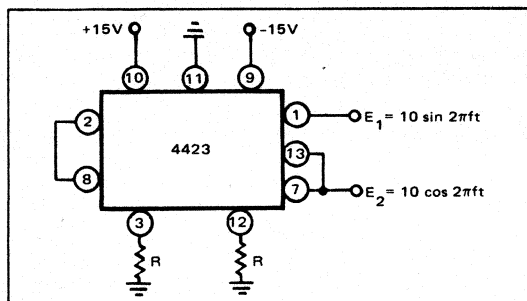 +15V
-15V
10
11
9
2
1
E1 = 10 sin 2πft
4423
13
8
7
E2 = 10 cos 2πft
3
12
R
R